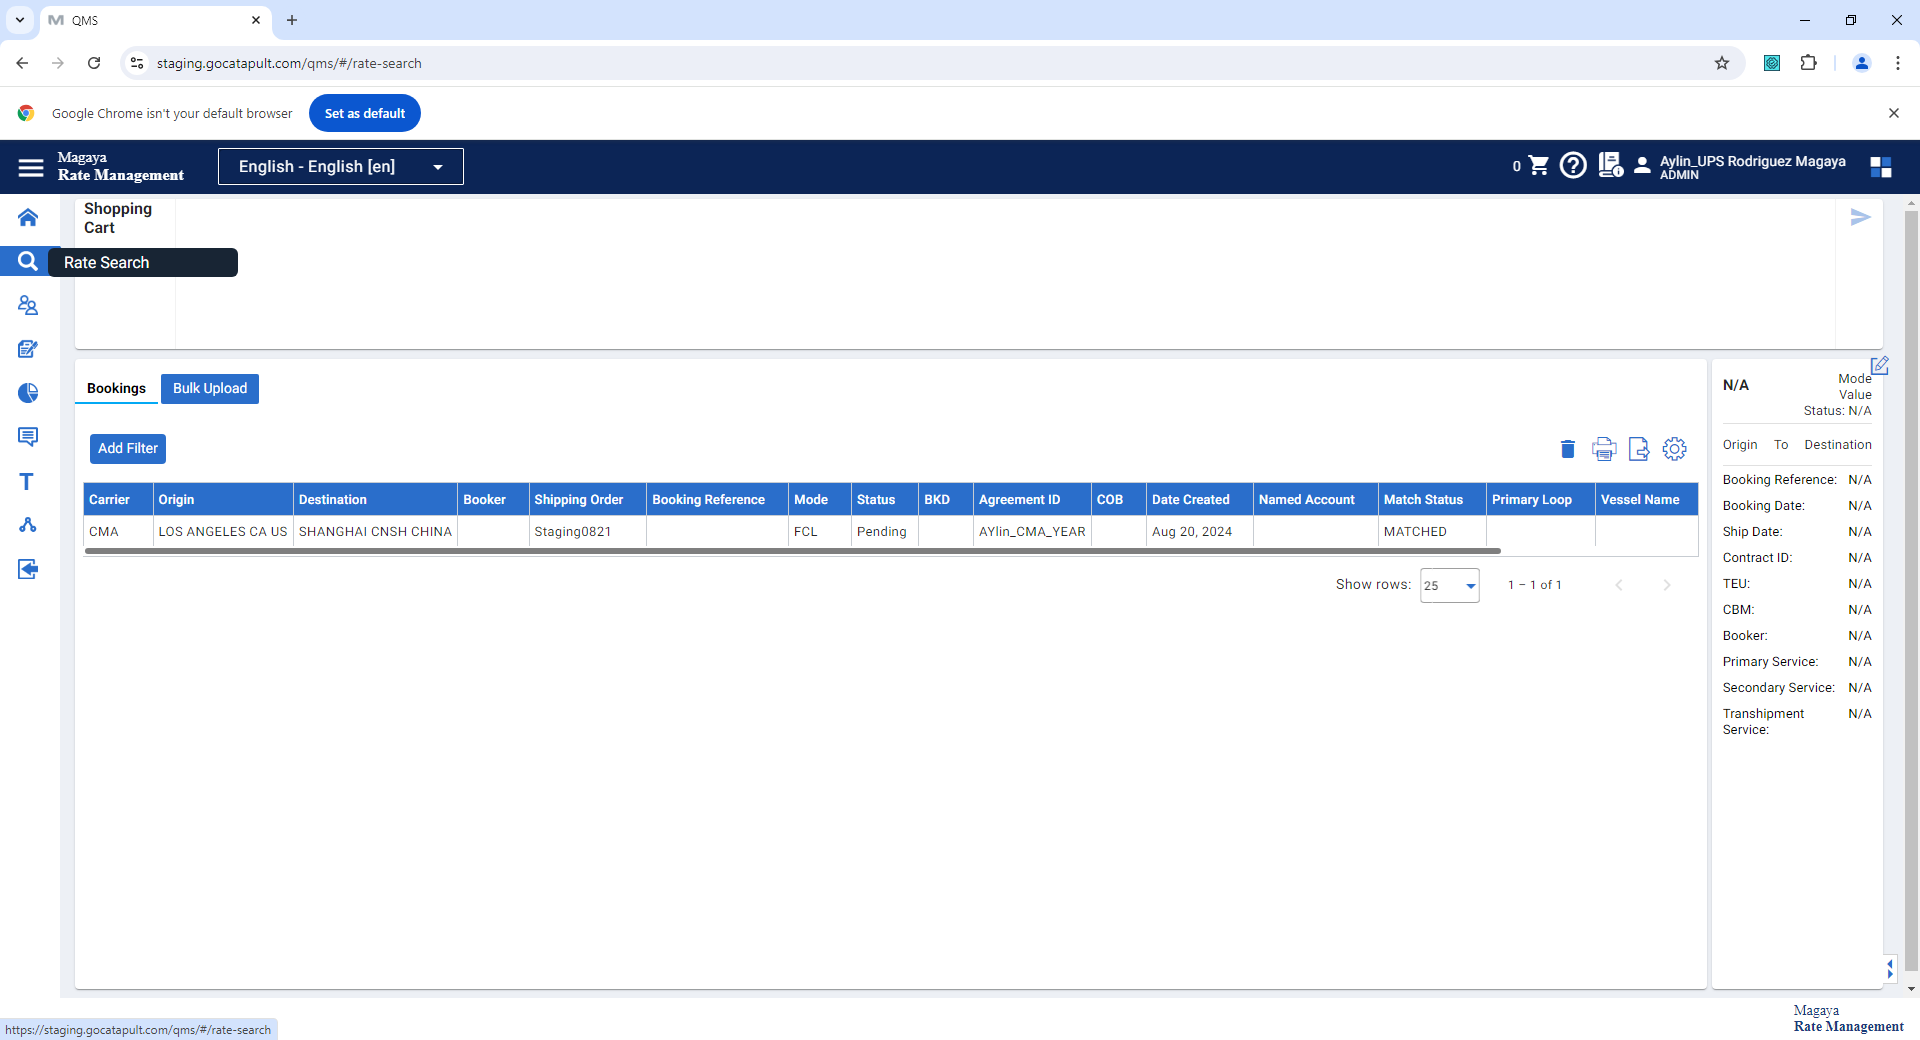 QMS
staging.gocatapult.com/qms/#/rate-search
Google Chrome isn't your default browser
Set as default
Magaya
Rate Management
English - English [en]
0
Aylin_UPS Rodriguez Magaya
ADMIN
Shopping
Cart
Rate Search
Bookings
Bulk Upload
Add Filter
Carrier Origin Destination Booker Shipping Order Booking Reference Mode Status BKD Agreement ID COB Date Created Named Account Match Status Primary Loop Vessel Name
CMA LOS ANGELES CA US SHANGHAI CNSH CHINA Staging0821 FCL Pending AYlin_CMA_YEAR Aug 20, 2024 MATCHED
Show rows: 25 1 – 1 of 1
N/A
Mode
Value
Status: N/A
Origin To Destination
Booking Reference: N/A
Booking Date: N/A
Ship Date: N/A
Contract ID: N/A
TEU: N/A
CBM: N/A
Booker: N/A
Primary Service: N/A
Secondary Service: N/A
Transhipment N/A
Service:
https://staging.gocatapult.com/qms/#/rate-search
Magaya
Rate Management